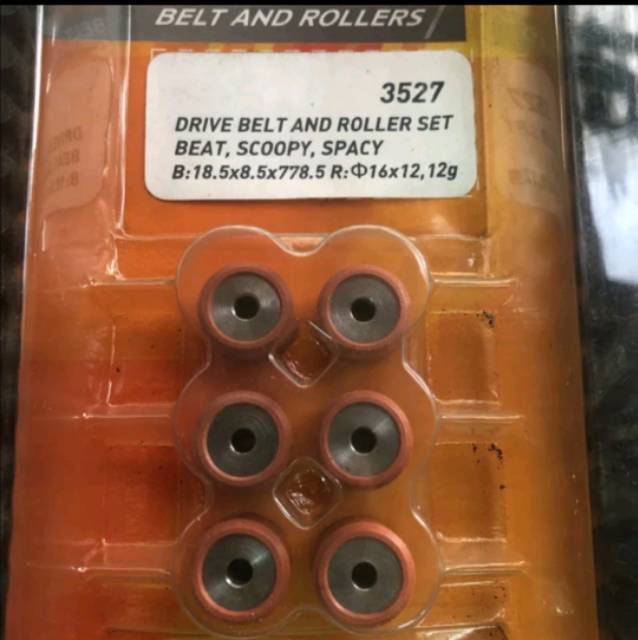 BELT AND ROLLERS
3527
DRIVE BELT AND ROLLER SET
BEAT, SCOOPY, SPACY
B:18.5x8.5x778.5 R:Φ16x12,12g